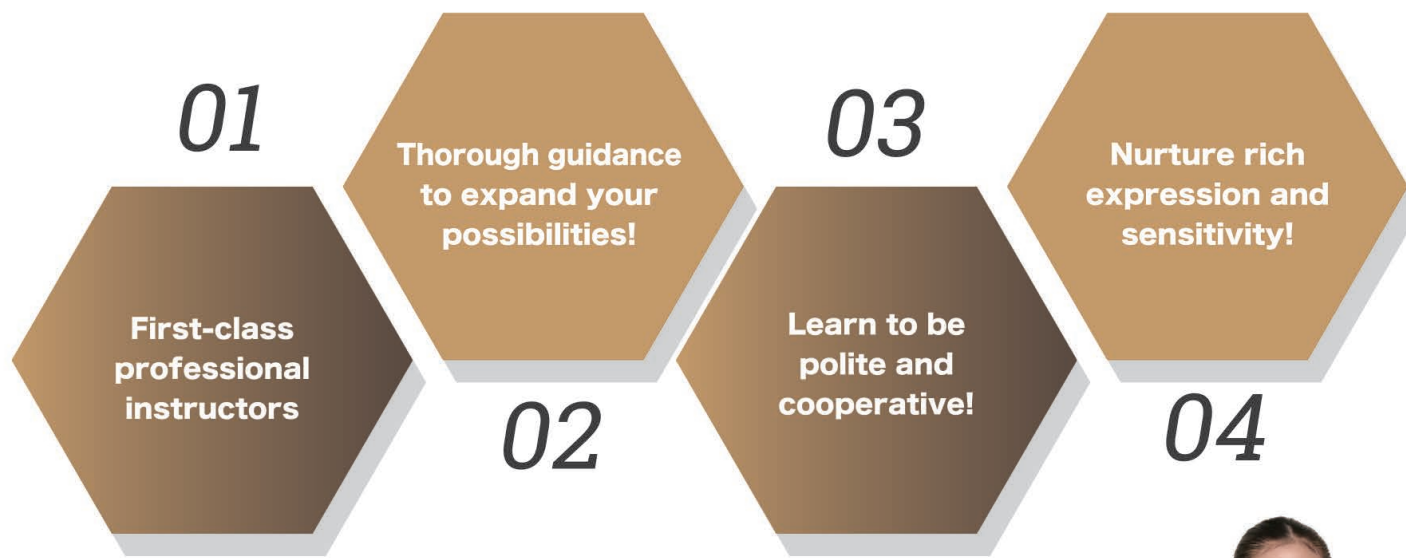 01
First-class
professional
instructors
Thorough guidance
to expand your
possibilities!
02
03
Learn to be
polite and
cooperative!
Nurture rich
expression and
sensitivity!
04